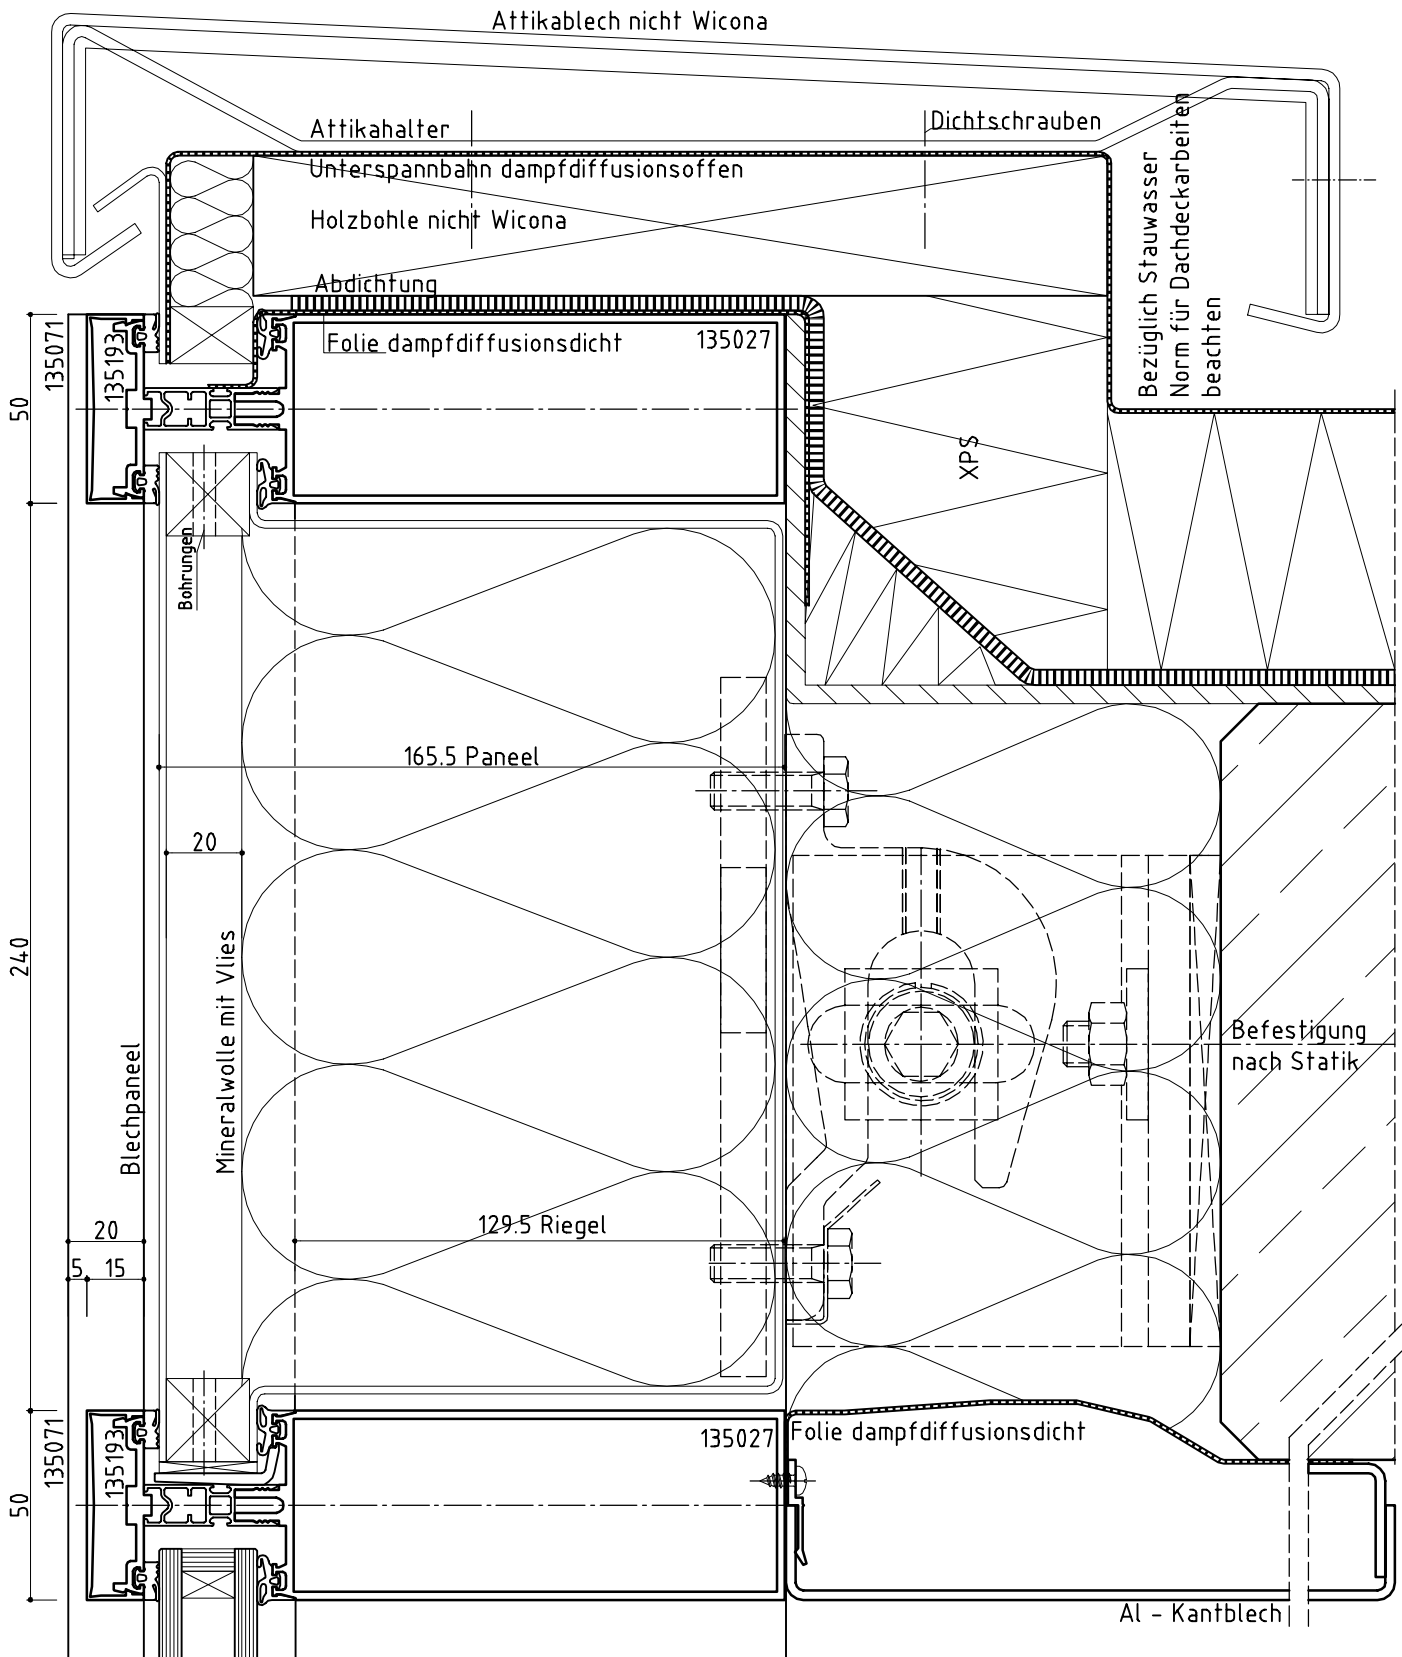 Attikablech nicht Wicona
Attikahalter
Dichtschrauben
Unterspannbahn dampfdiffusionsoffen
Holzbohle nicht Wicona
Bezüglich Stauwasser
Norm für Dachdeckarbeiten
beachten
Abdichtung
Folie dampfdiffusionsdicht
135027
135071
135193
50
XPS
Bohrungen
165.5 Paneel
20
240
Mineralwolle mit Vlies
Blechpaneel
Befestigung
nach Statik
129.5 Riegel
20
5
15
135071
135193
135027
Folie dampfdiffusionsdicht
50
Al - Kantblech